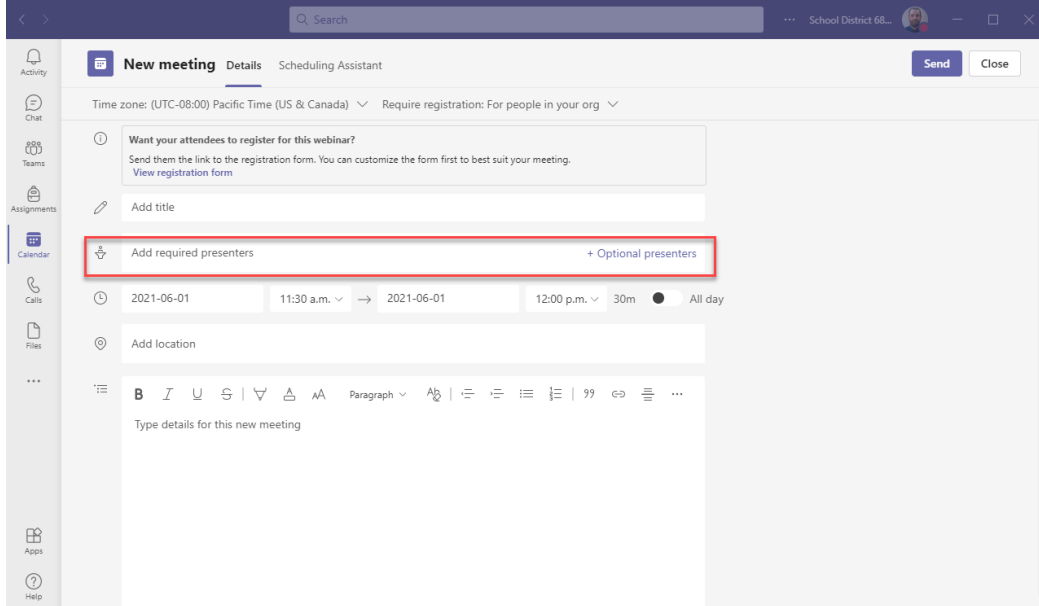 Search
School District 68...
Activity
Chat
Teams
Assignments
Calendar
Calls
Files
Apps
Help
New meeting Details Scheduling Assistant Send Close
Time zone: (UTC-08:00) Pacific Time (US & Canada) Require registration: For people in your org
Want your attendees to register for this webinar?
Send them the link to the registration form. You can customize the form first to best suit your meeting.
View registration form
Add title
Add required presenters + Optional presenters
2021-06-01 11:30 a.m. → 2021-06-01 12:00 p.m. 30m All day
Add location
B I U S A AA Paragraph Ab
Type details for this new meeting